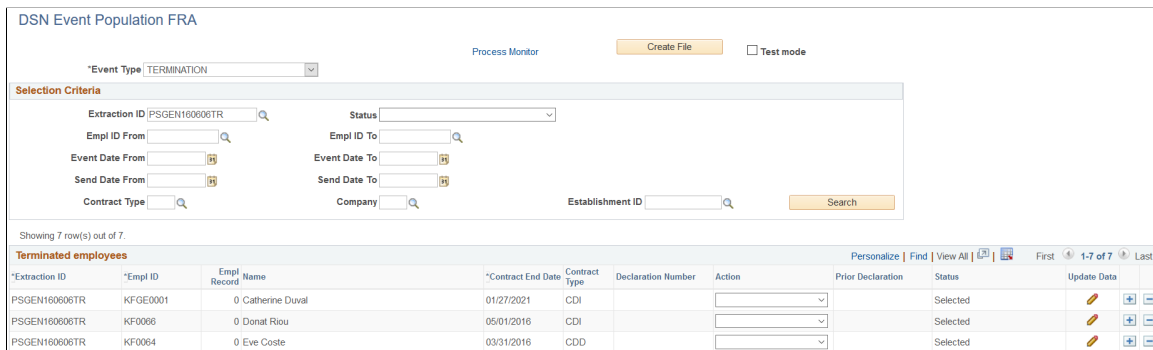 DSN Event Population FRA
Process Monitor Create File Test mode
*Event Type TERMINATION
Selection Criteria
Extraction ID PSGEN160606TR Status
Empl ID From Empl ID To
Event Date From Event Date To
Send Date From Send Date To
Contract Type Company Establishment ID Search
Showing 7 row(s) out of 7.
Terminated employees Personalize | Find | View All | | First 1-7 of 7 Last
*Extraction ID *Empl ID Empl Record Name *Contract End Date Contract Type Declaration Number Action Prior Declaration Status Update Data
PSGEN160606TR KFGE0001 0 Catherine Duval 01/27/2021 CDI Selected
PSGEN160606TR KF0066 0 Donat Riou 05/01/2016 CDI Selected
PSGEN160606TR KF0064 0 Eve Coste 03/31/2016 CDD Selected